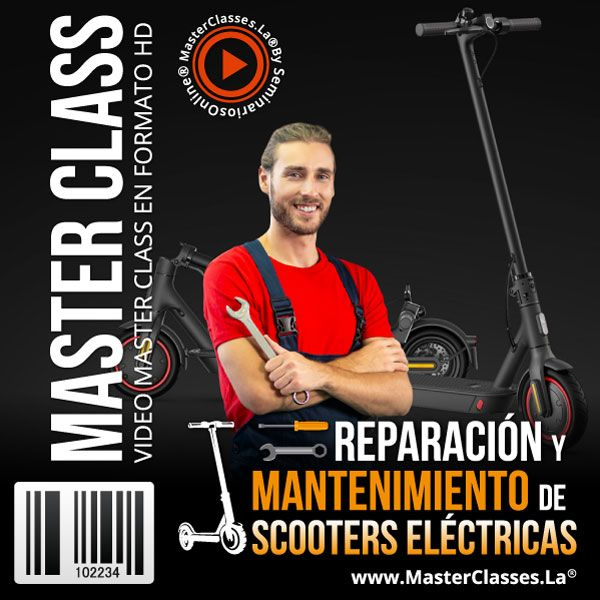 MASTER CLASS
VIDEO MASTER CLASS EN FORMATO HD
MasterClasses.La® By SeminariosOnline®
REPARACIÓN Y
MANTENIMIENTO DE
SCOOTERS ELÉCTRICAS
102234
www.MasterClasses.La®